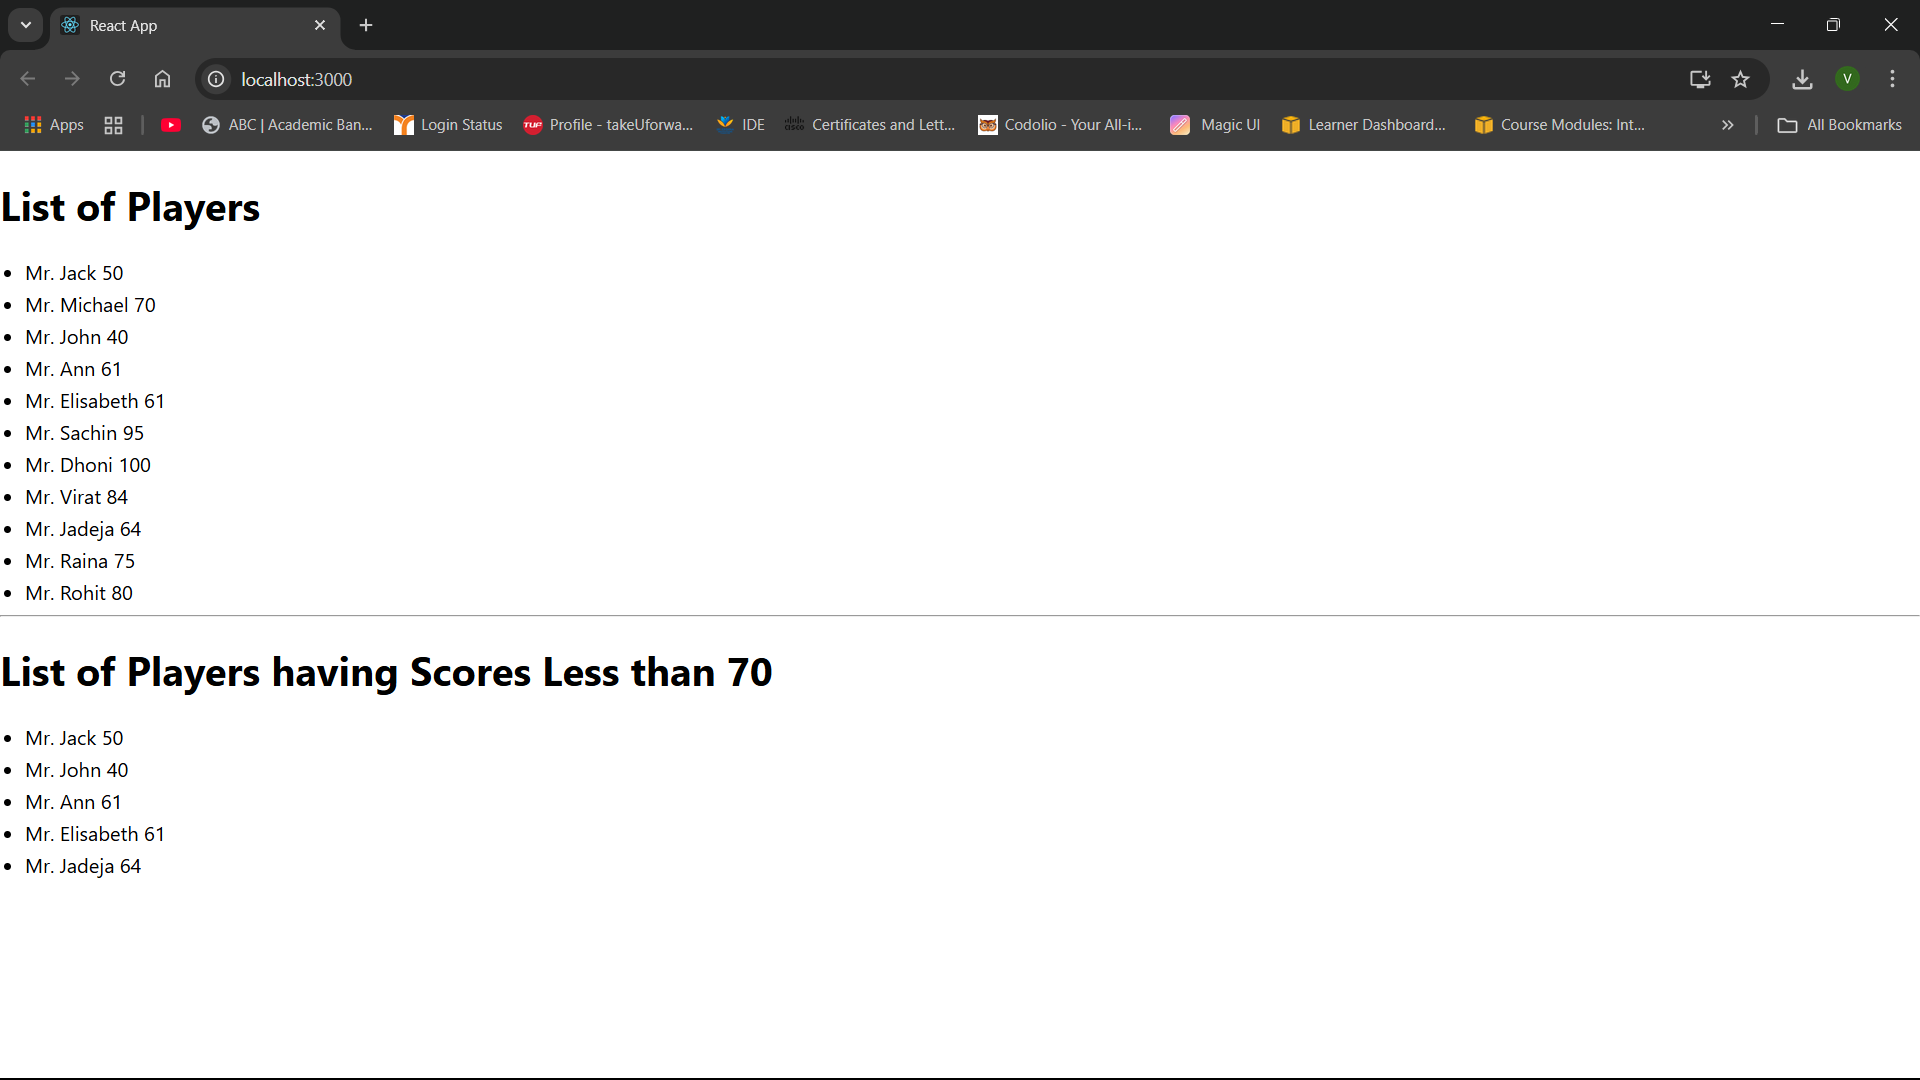 React App
localhost:3000
Apps ABC | Academic Ban... Login Status TUF Profile - takeUforwa... IDE Certificates and Lett... Codolio - Your All-i... Magic UI Learner Dashboard... Course Modules: Int... All Bookmarks
V
List of Players
• Mr. Jack 50
• Mr. Michael 70
• Mr. John 40
• Mr. Ann 61
• Mr. Elisabeth 61
• Mr. Sachin 95
• Mr. Dhoni 100
• Mr. Virat 84
• Mr. Jadeja 64
• Mr. Raina 75
• Mr. Rohit 80
List of Players having Scores Less than 70
• Mr. Jack 50
• Mr. John 40
• Mr. Ann 61
• Mr. Elisabeth 61
• Mr. Jadeja 64